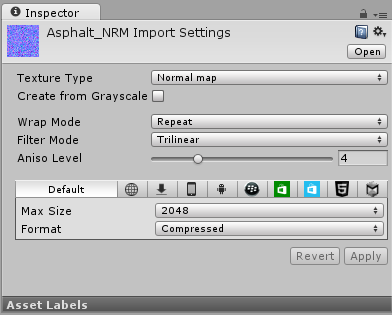 Inspector
Asphalt_NRM Import Settings
Open
Texture Type Normal map
Create from Grayscale
Wrap Mode Repeat
Filter Mode Trilinear
Aniso Level 4
Default
Max Size 2048
Format Compressed
Revert Apply
Asset Labels